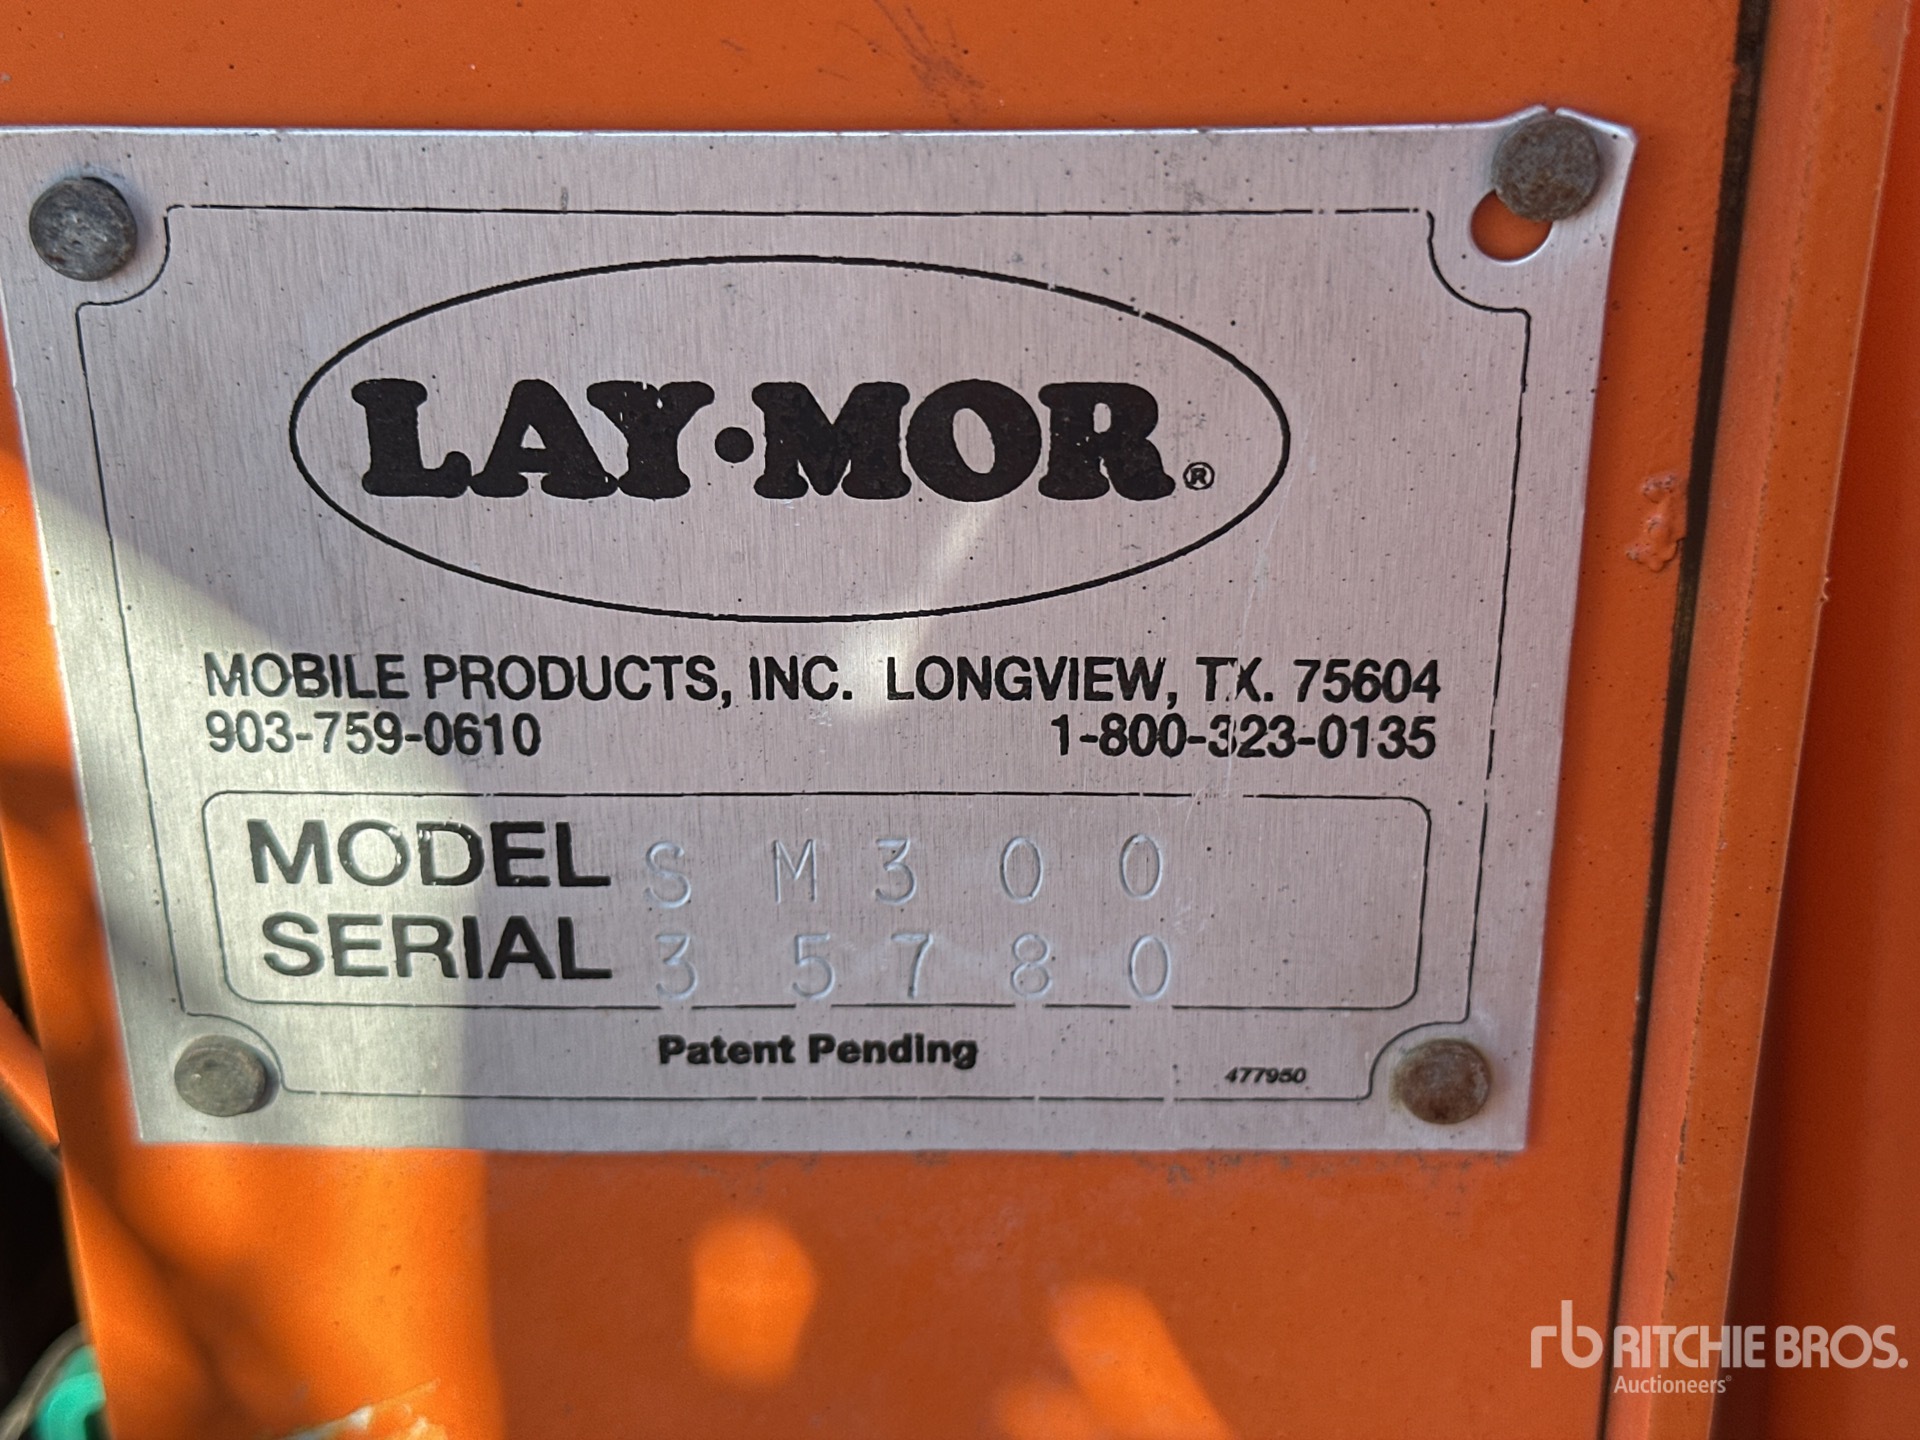 LAY·MOR®
MOBILE PRODUCTS, INC. LONGVIEW, TX. 75604
903-759-0610 1-800-323-0135
MODEL SM300
SERIAL 35780
Patent Pending
477950
rb RITCHIE BROS.
Auctioneers®